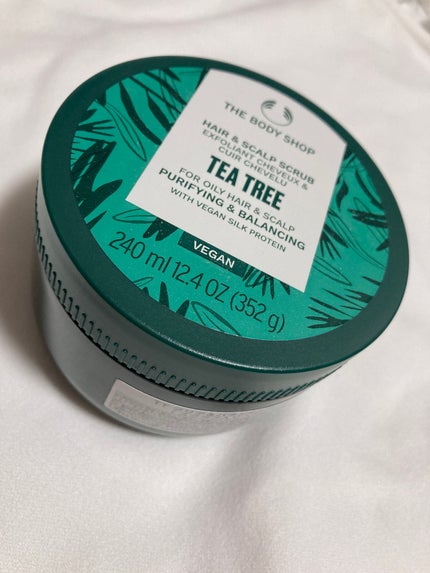 THE BODY SHOP
HAIR & SCALP SCRUB
EXFOLIANT CHEVEUX &
CUIR CHEVELU
TEA TREE
FOR OILY HAIR & SCALP
PURIFYING & BALANCING
WITH VEGAN SILK PROTEIN
VEGAN
240 ml 12.4 OZ (352 g)